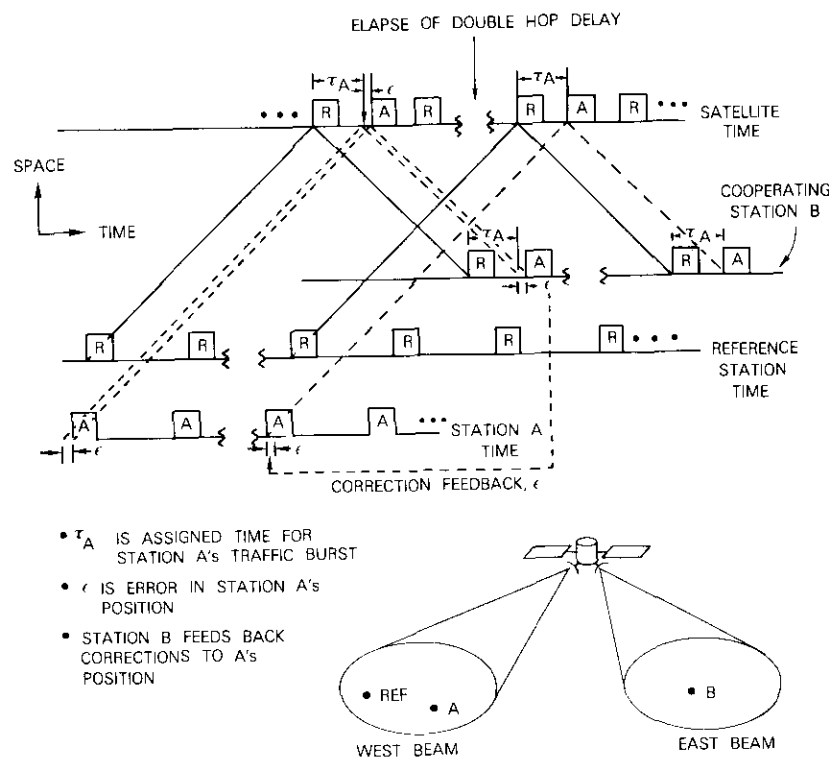 ELAPSE OF DOUBLE HOP DELAY
τA ϵ τA
••• R A R R A R •••
SATELLITE
TIME
SPACE
TIME
COOPERATING
STATION B
τA τA
R A R A
ϵ
R R R R R R •••
REFERENCE
STATION
TIME
A A A A •••
STATION A
TIME
ϵ ϵ
CORRECTION FEEDBACK, ϵ
• τA IS ASSIGNED TIME FOR
STATION A's TRAFFIC BURST
• ϵ IS ERROR IN STATION A's
POSITION
• STATION B FEEDS BACK
CORRECTIONS TO A's
POSITION
REF
A
B
WEST BEAM
EAST BEAM